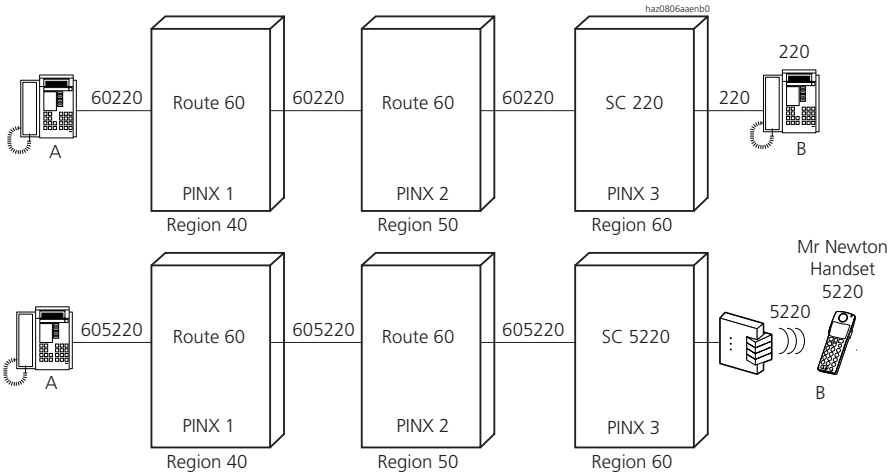 haz0806aaenb0
220
60220
Route 60
60220
Route 60
60220
SC 220
220
A
B
PINX 1
PINX 2
PINX 3
Region 40
Region 50
Region 60
Mr Newton
Handset
5220
605220
Route 60
605220
Route 60
605220
SC 5220
5220
A
B
PINX 1
PINX 2
PINX 3
Region 40
Region 50
Region 60